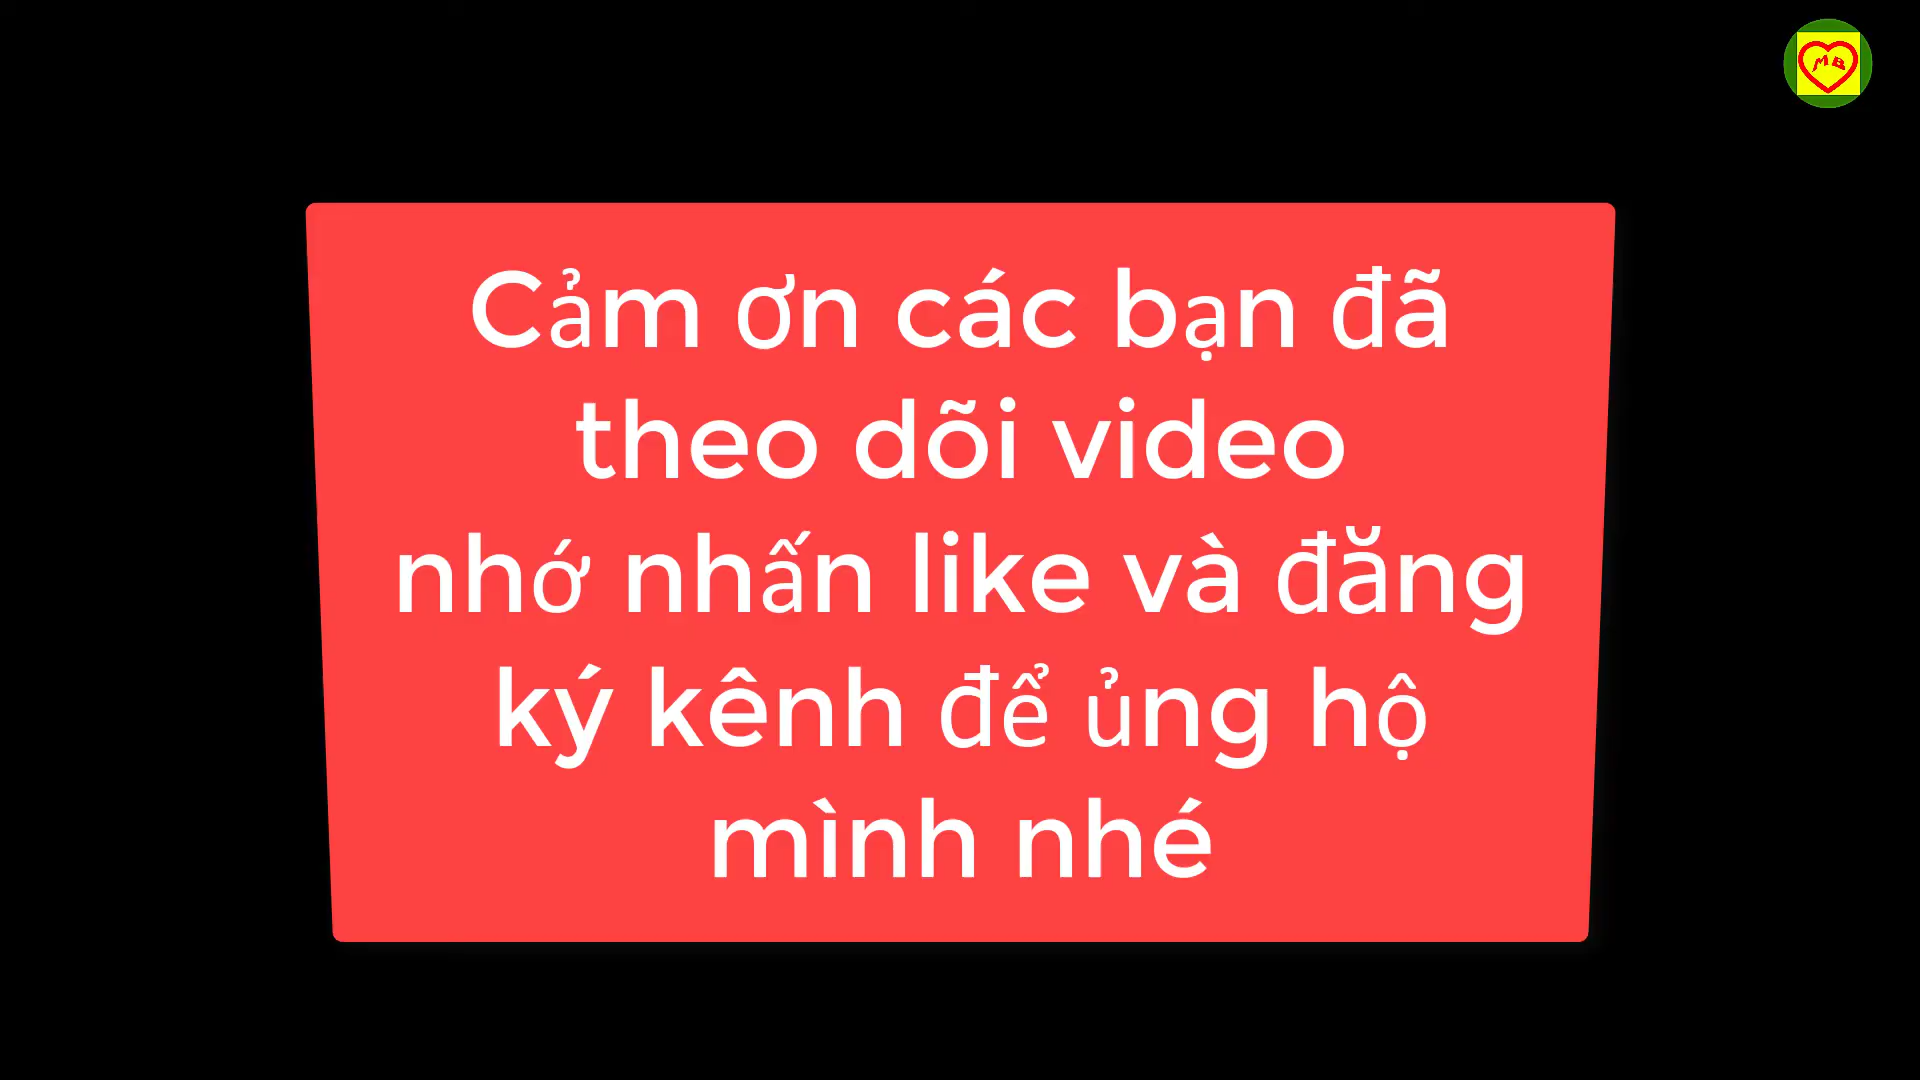 MB
Cảm ơn các bạn đã
theo dõi video
nhớ nhấn like và đăng
ký kênh để ủng hộ
mình nhé